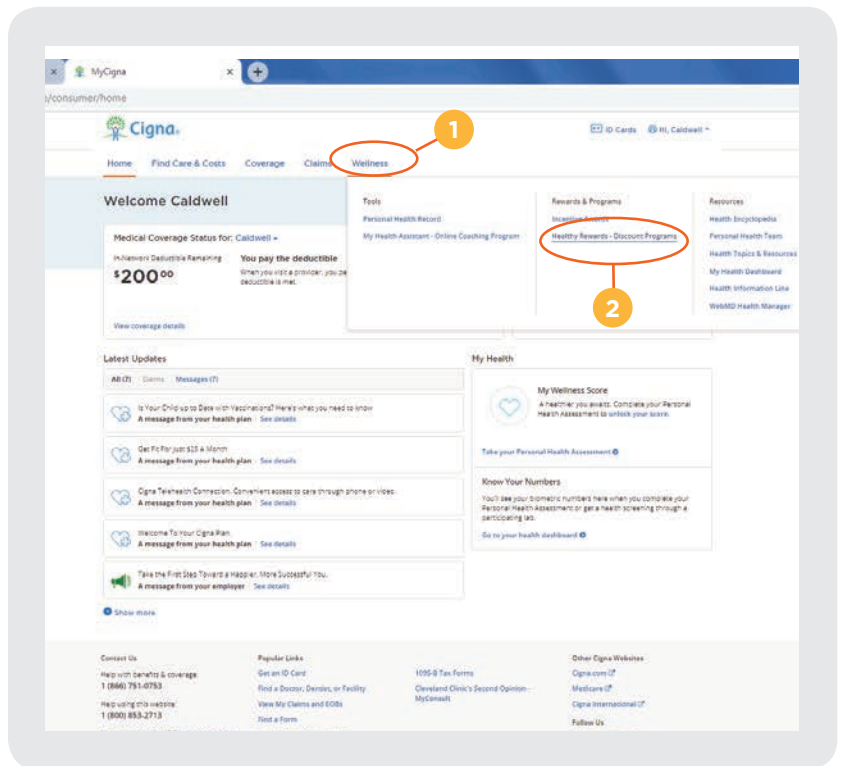 MyCigna
/consumer/home
Cigna.
1
ID Cards Hi, Caldwell
Home Find Care & Costs Coverage Claims Wellness
Welcome Caldwell
Tools
Personal Health Record
My Health Assistant - Online Coaching Program
Rewards & Programs
Incentive Awards
Healthy Rewards - Discount Programs
2
Resources
Health Encyclopedia
Personal Health Team
Health Topics & Resources
My Health Dashboard
Health Information Line
WebMD Health Manager
Medical Coverage Status for: Caldwell
In-Network Deductible Remaining
$200.00
You pay the deductible
When you visit a provider, you pa
deductible is met.
View coverage details
Latest Updates
All (7) Claims Messages (7)
Is Your Child up to Date with Vaccinations? Here's what you need to know
A message from your health plan See details
Get Fit For Just $25 A Month
A message from your health plan See details
Cigna Telehealth Connection. Convenient access to care through phone or video.
A message from your health plan See details
Welcome To Your Cigna Plan
A message from your health plan See details
Take the First Step Toward a Happier, More Successful You.
A message from your employer See details
Show more
My Health
My Wellness Score
A healthier you awaits. Complete your Personal
Health Assessment to unlock your score.
Take your Personal Health Assessment
Know Your Numbers
You'll see your biometric numbers here when you complete your
Personal Health Assessment or get a health screening through a
participating lab.
Go to your health dashboard
Contact Us
Help with benefits & coverage:
1 (866) 751-0753
Help using this website:
1 (800) 853-2713
Popular Links
Get an ID Card
Find a Doctor, Dentist, or Facility
View My Claims and EOBs
Find a Form
1095-B Tax Forms
Cleveland Clinic's Second Opinion -
MyConsult
Other Cigna Websites
Cigna.com
Medicare
Cigna International
Follow Us